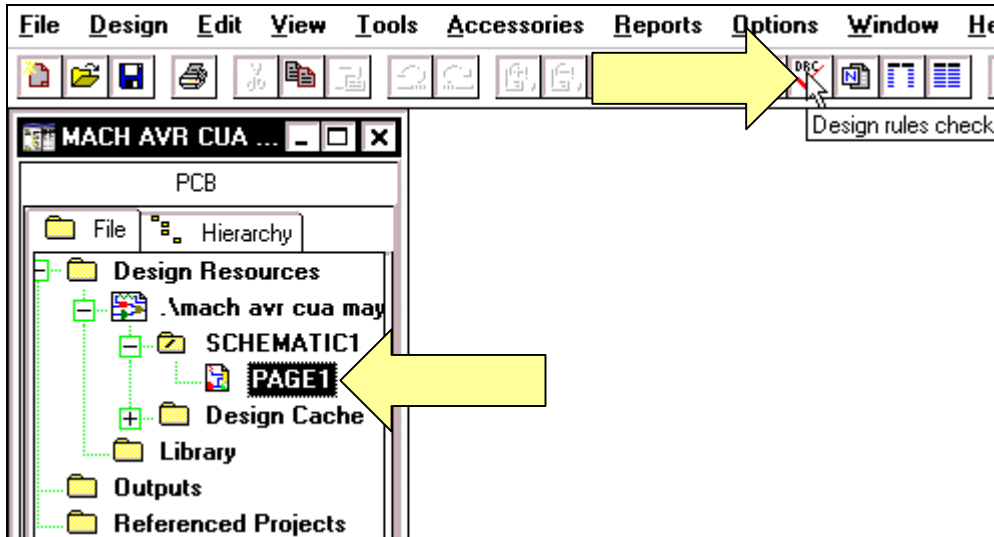 File Design Edit View Tools Accessories Reports Options Window He
DRC
N
Design rules check
MACH AVR CUA ...
PCB
File Hierarchy
Design Resources
.\mach avr cua may
SCHEMATIC1
PAGE1
Design Cache
Library
Outputs
Referenced Projects